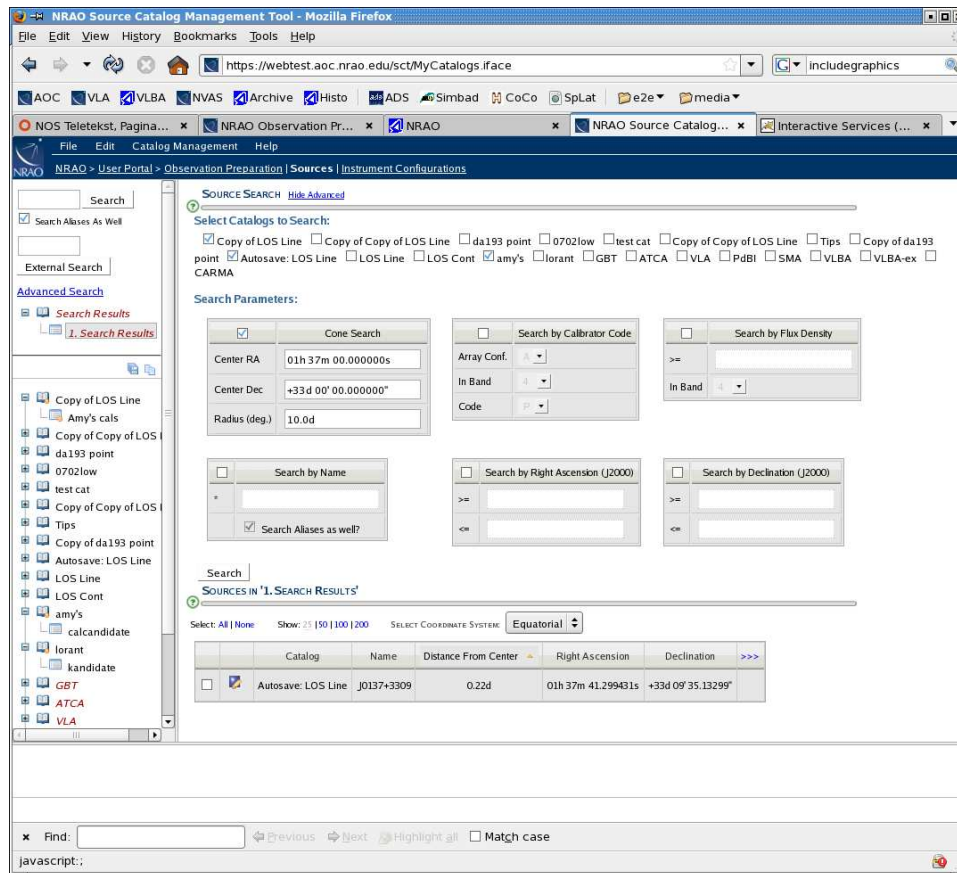 NRAO Source Catalog Management Tool - Mozilla Firefox
File Edit View History Bookmarks Tools Help
https://webtest.aoc.nrao.edu/sct/MyCatalogs.iface
includegraphics
AOC VLA VLBA NVAS Archive Histo ADS Simbad CoCo SpLat e2e media
NOS Teletekst, Pagina... NRAO Observation Pr... NRAO NRAO Source Catalog... Interactive Services (...
File Edit Catalog Management Help
NRAO
NRAO > User Portal > Observation Preparation | Sources | Instrument Configurations
Search
Search Aliases As Well
External Search
Advanced Search
Search Results
1. Search Results
Copy of LOS Line
Amy's cals
Copy of Copy of LOS l
da193 point
0702low
test cat
Copy of Copy of LOS l
Tips
Copy of da193 point
Autosave: LOS Line
LOS Line
LOS Cont
amy's
calcandidate
lorant
kandidate
GBT
ATCA
VLA
SOURCE SEARCH Hide Advanced
Select Catalogs to Search:
Copy of LOS Line Copy of Copy of LOS Line da193 point 0702low test cat Copy of Copy of LOS Line Tips Copy of da193
point Autosave: LOS Line LOS Line LOS Cont amy's lorant GBT ATCA VLA PdBI SMA VLBA VLBA-ex
CARMA
Search Parameters:
Cone Search
Center RA 01h 37m 00.000000s
Center Dec +33d 00' 00.000000"
Radius (deg.) 10.0d
Search by Calibrator Code
Array Conf. A
In Band 4
Code P
Search by Flux Density
>=
In Band 4
Search by Name
*
Search Aliases as well?
Search by Right Ascension (J2000)
>=
<=
Search by Declination (J2000)
>=
<=
Search
SOURCES IN '1. SEARCH RESULTS'
Select: All | None Show: 25 | 50 | 100 | 200 SELECT COORDINATE SYSTEM: Equatorial
Catalog Name Distance From Center Right Ascension Declination >>>
Autosave: LOS Line J0137+3309 0.22d 01h 37m 41.299431s +33d 09' 35.13299"
x Find: Previous Next Highlight all Match case
javascript:;